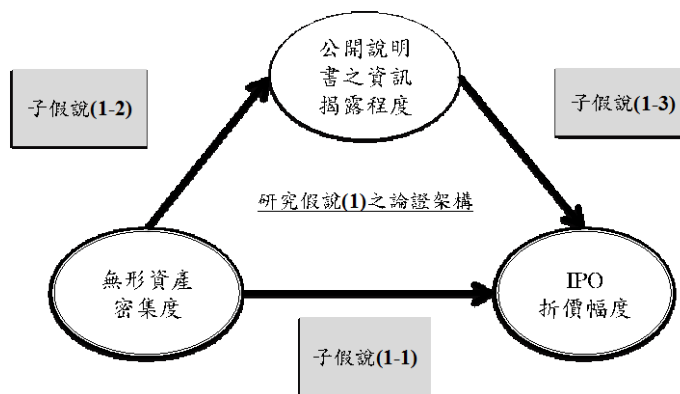 公開說明
書之資訊
揭露程度
子假說(1-2)
子假說(1-3)
研究假說(1)之論證架構
無形資產
密集度
IPO
折價幅度
子假說(1-1)